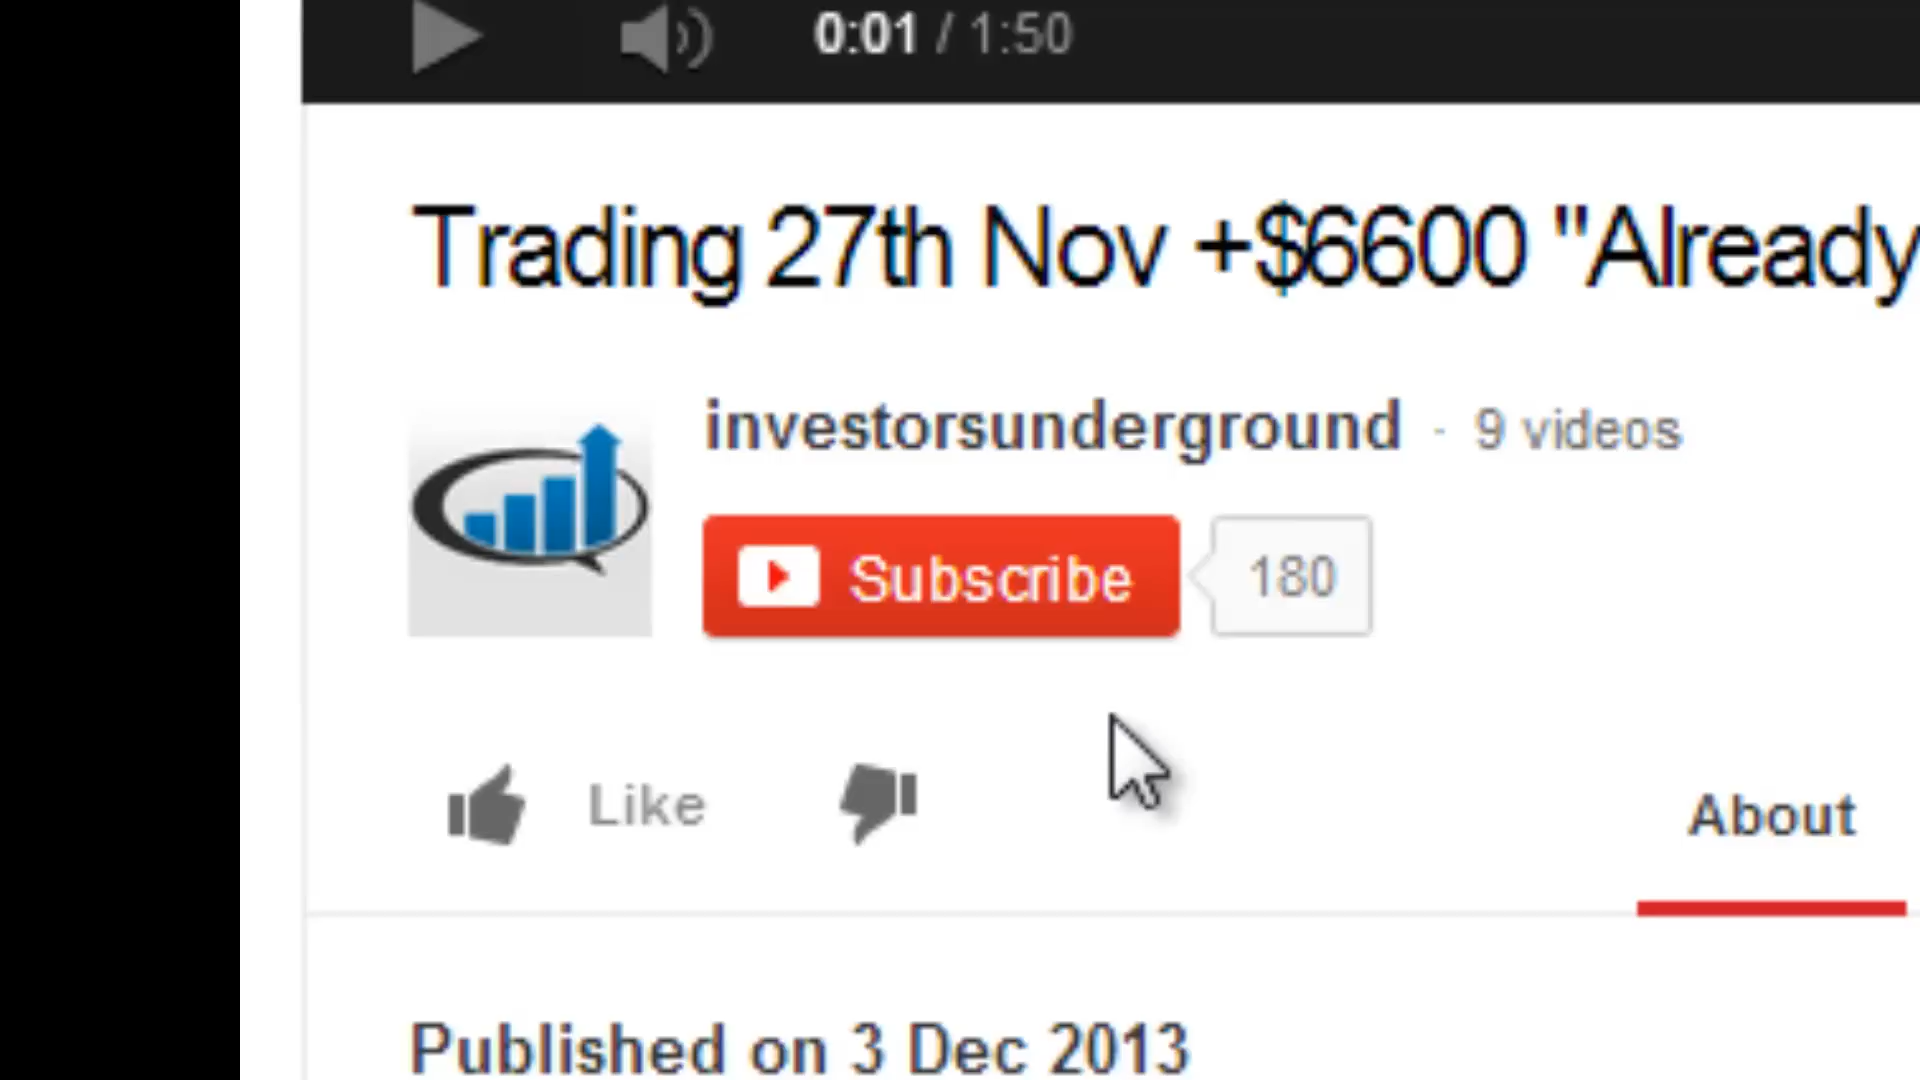 0:01 / 1:50
Trading 27th Nov +$6600 "Already
investorsunderground · 9 videos
Subscribe 180
Like
About
Published on 3 Dec 2013